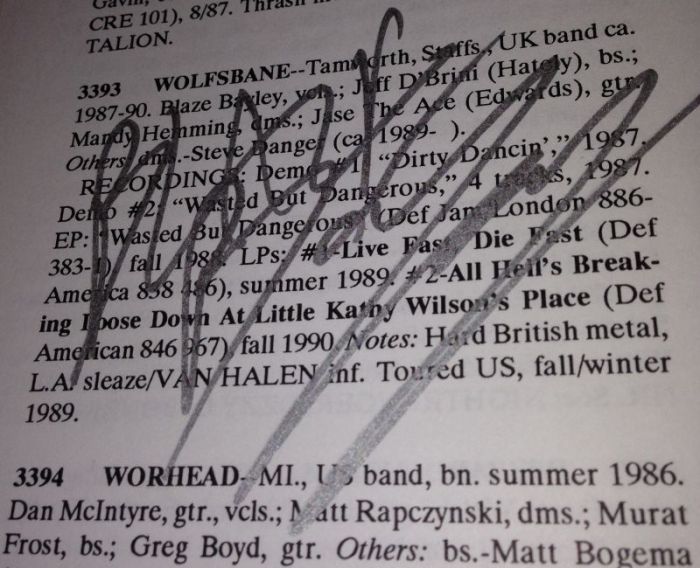 CRE 101), 8/87. Thrash
TALION.
3393 WOLFSBANE--Tamworth, Staffs., UK band ca.
1987-90. Blaze Bayley, vcls.; Jeff D'Brini (Hately), bs.;
Mandy Hemming, dms.; Jase The Ace (Edwards), gtr.
Others: dms.-Steve Danger (ca. 1989- ).
RECORDINGS: Demo #1 "Dirty Dancin'," 1987.
Demo #2, "Wasted But Dangerous," 4 tracks, 1987.
EP: "Wasted But Dangerous" (Def Jam/London 886-
383-1), fall 1988. LPs: #1-Live Fast, Die Fast (Def
America 838 486), summer 1989. #2-All Hell's Break-
ing Loose Down At Little Kathy Wilson's Place (Def
American 846 967), fall 1990. Notes: Hard British metal,
L.A. sleaze/VAN HALEN inf. Toured US, fall/winter
1989.
3394 WORHEAD--MI., US band, bn. summer 1986.
Dan McIntyre, gtr., vcls.; Matt Rapczynski, dms.; Murat
Frost, bs.; Greg Boyd, gtr. Others: bs.-Matt Bogema